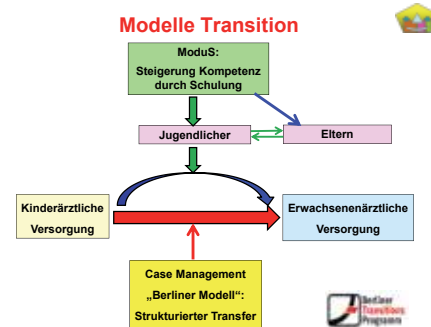 Modelle Transition
ModuS:
Steigerung Kompetenz
durch Schulung
Jugendlicher
Eltern
Kinderärztliche
Versorgung
Erwachsenenärztliche
Versorgung
Case Management
„Berliner Modell“:
Strukturierter Transfer
Berliner
Transitions
Programm